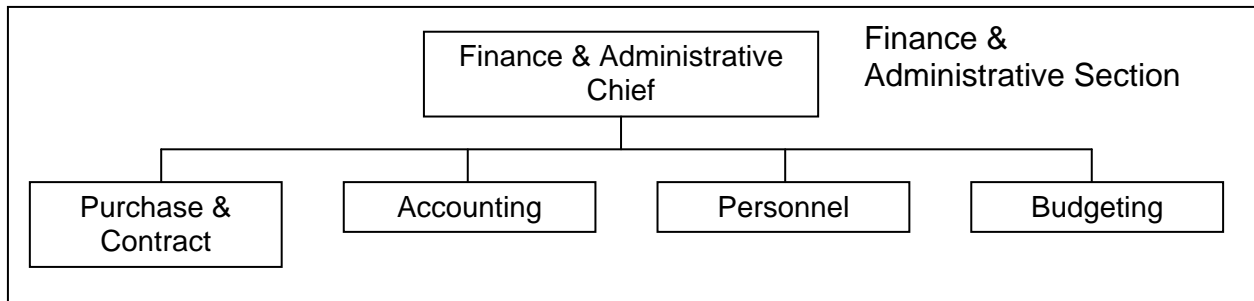 Finance & Administrative
Chief
Finance &
Administrative Section
Purchase &
Contract
Accounting
Personnel
Budgeting